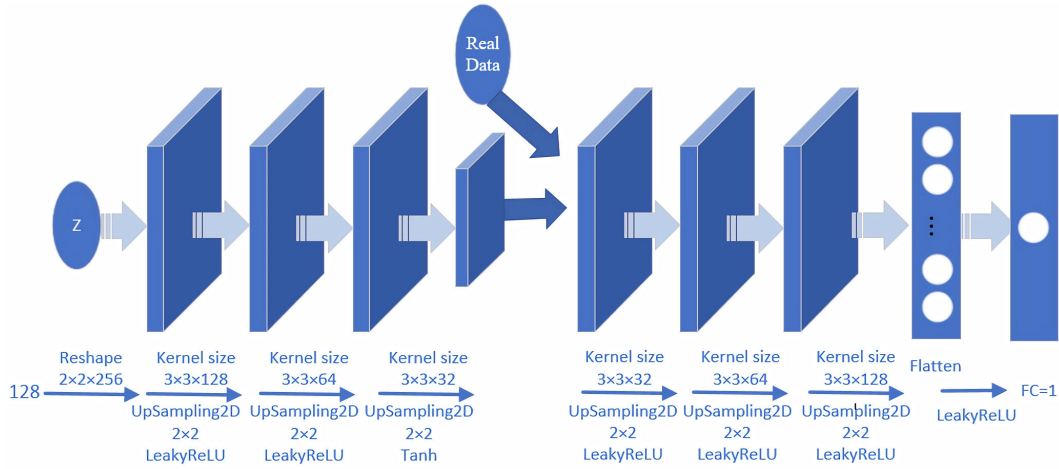 Real
Data
Z
128
Reshape
2×2×256
Kernel size
3×3×128
UpSampling2D
2×2
LeakyReLU
Kernel size
3×3×64
UpSampling2D
2×2
LeakyReLU
Kernel size
3×3×32
UpSampling2D
2×2
Tanh
Kernel size
3×3×32
UpSampling2D
2×2
LeakyReLU
Kernel size
3×3×64
UpSampling2D
2×2
LeakyReLU
Kernel size
3×3×128
UpSampling2D
2×2
LeakyReLU
Flatten
LeakyReLU
FC=1